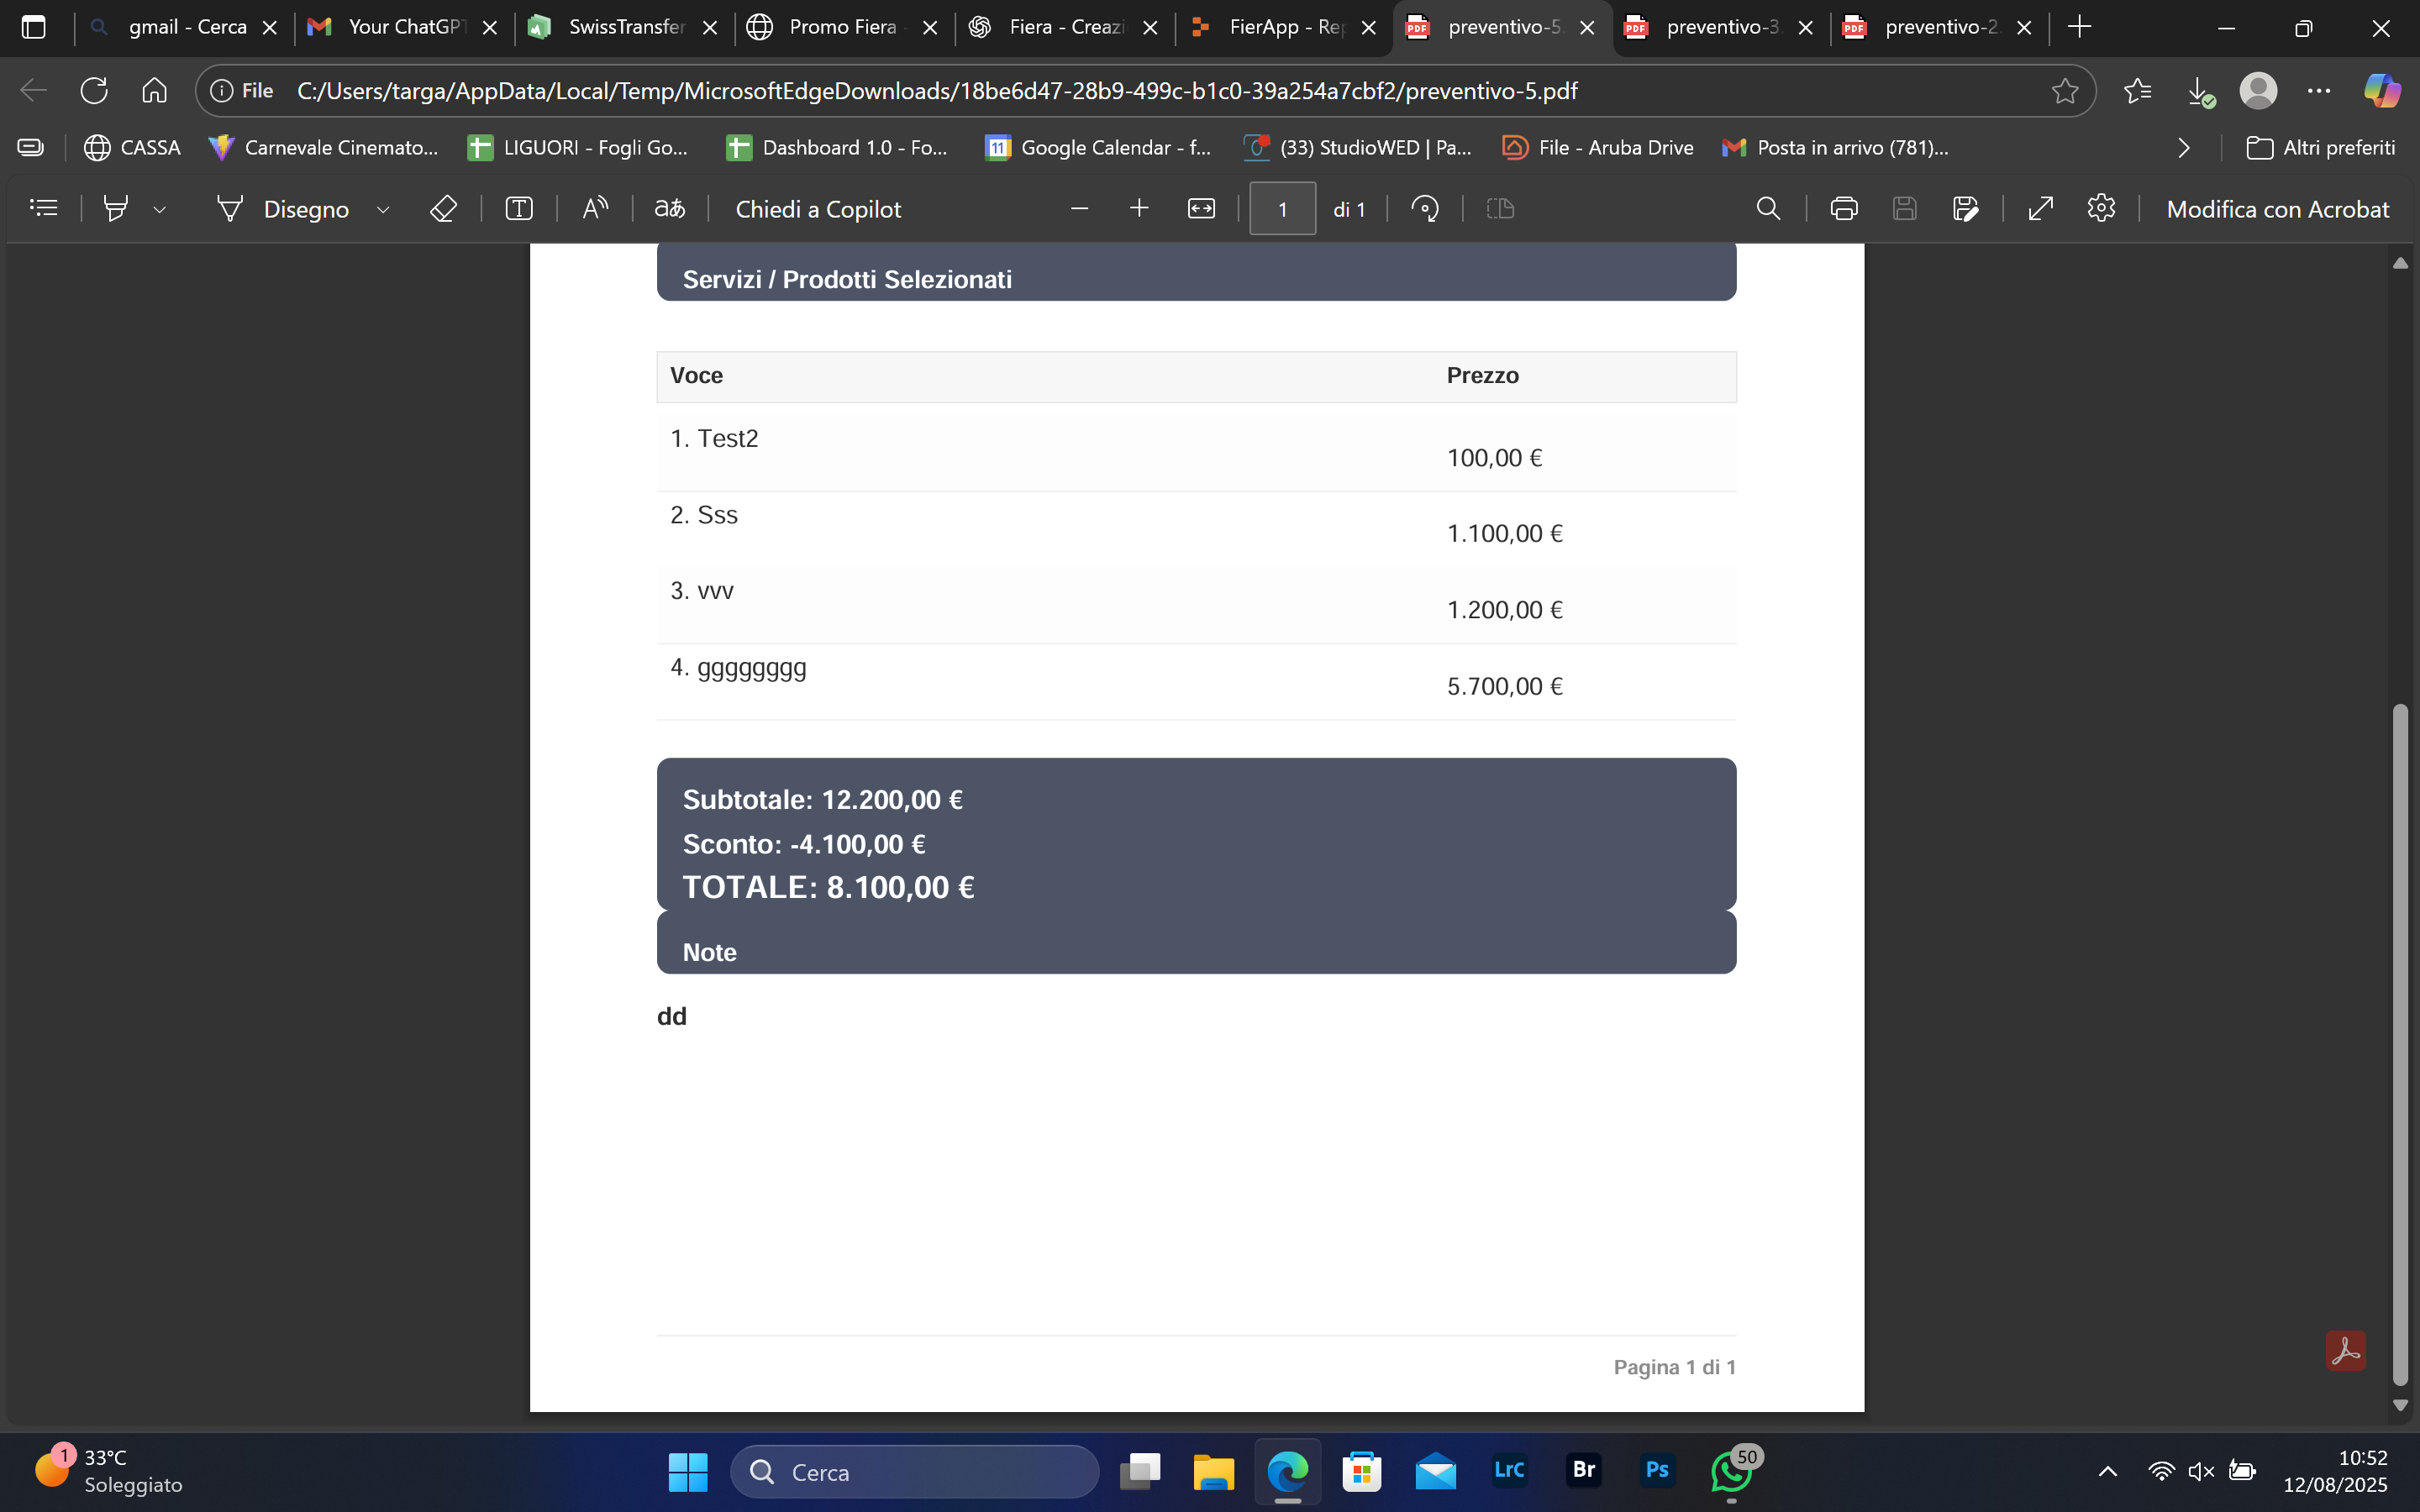 gmail - Cerca
Your ChatGPT
SwissTransfer
Promo Fiera -
Fiera - Creazi
FierApp - Rep
preventivo-5.
preventivo-3.
preventivo-2.
File C:/Users/targa/AppData/Local/Temp/MicrosoftEdgeDownloads/18be6d47-28b9-499c-b1c0-39a254a7cbf2/preventivo-5.pdf
CASSA
Carnevale Cinemato...
LIGUORI - Fogli Go...
Dashboard 1.0 - Fo...
11 Google Calendar - f...
(33) StudioWED | Pa...
File - Aruba Drive
Posta in arrivo (781)...
Altri preferiti
Disegno
Chiedi a Copilot
1 di 1
Modifica con Acrobat
Servizi / Prodotti Selezionati
Voce Prezzo
1. Test2
100,00 €
2. Sss
1.100,00 €
3. vvv
1.200,00 €
4. gggggggg
5.700,00 €
Subtotale: 12.200,00 €
Sconto: -4.100,00 €
TOTALE: 8.100,00 €
Note
dd
Pagina 1 di 1
1
33°C
Soleggiato
Cerca
LrC
Br
Ps
50
10:52
12/08/2025